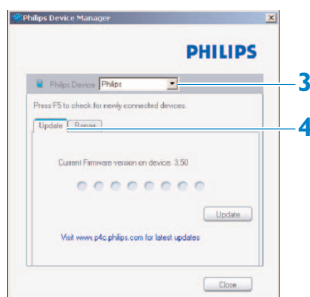 Philips Device Manager
PHILIPS
Philips Device Philips
3
Press F5 to check for newly connected devices.
Update Repair
4
Current Firmware version on device: 3.50
Update
Visit www.p4c.philips.com for latest updates
Close